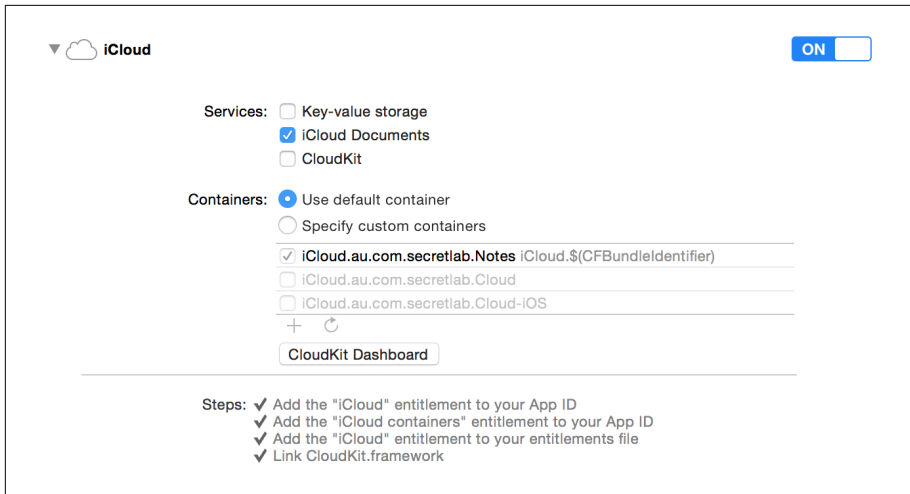 iCloud
ON
Services: Key-value storage
iCloud Documents
CloudKit
Containers: Use default container
Specify custom containers
iCloud.au.com.secretlab.Notes iCloud.$(CFBundleIdentifier)
iCloud.au.com.secretlab.Cloud
iCloud.au.com.secretlab.Cloud-iOS
CloudKit Dashboard
Steps: ✔ Add the "iCloud" entitlement to your App ID
✔ Add the "iCloud containers" entitlement to your App ID
✔ Add the "iCloud" entitlement to your entitlements file
✔ Link CloudKit.framework